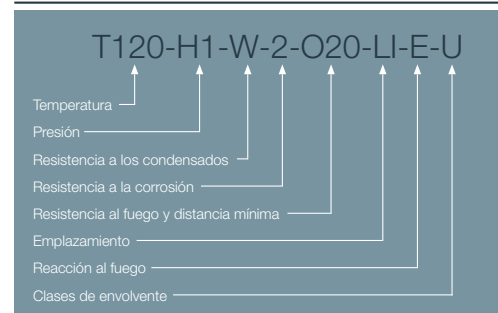 T120-H1-W-2-O20-LI-E-U
Temperatura
Presión
Resistencia a los condensados
Resistencia a la corrosión
Resistencia al fuego y distancia mínima
Emplazamiento
Reacción al fuego
Clases de envolvente